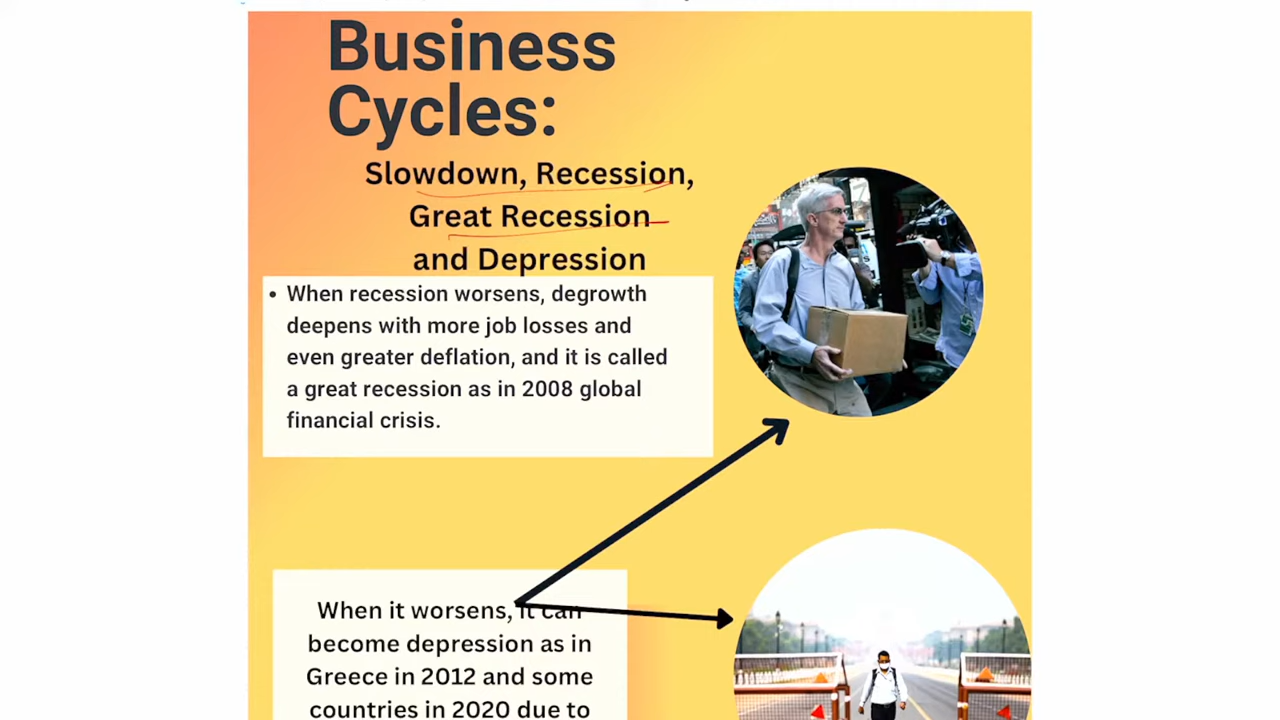 Business
Cycles:
Slowdown, Recession,
Great Recession
and Depression
• When recession worsens, degrowth
deepens with more job losses and
even greater deflation, and it is called
a great recession as in 2008 global
financial crisis.
When it worsens, it can
become depression as in
Greece in 2012 and some
countries in 2020 due to